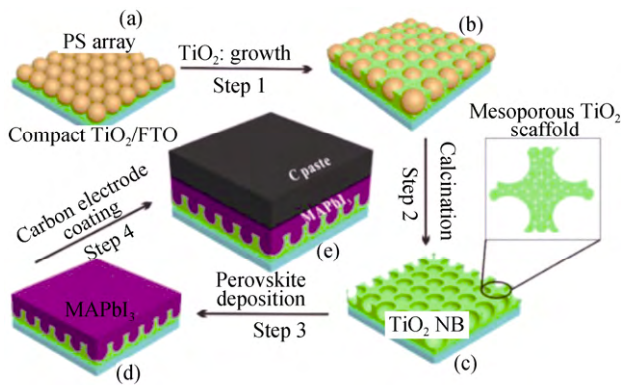 (a)
PS array
Compact TiO₂/FTO
TiO₂: growth
Step 1
(b)
Mesoporous TiO₂
scaffold
Calcination
Step 2
TiO₂ NB
(c)
Perovskite
deposition
Step 3
MAPbI₃
(d)
Carbon electrode
coating
Step 4
C paste
MAPbI₃
(e)